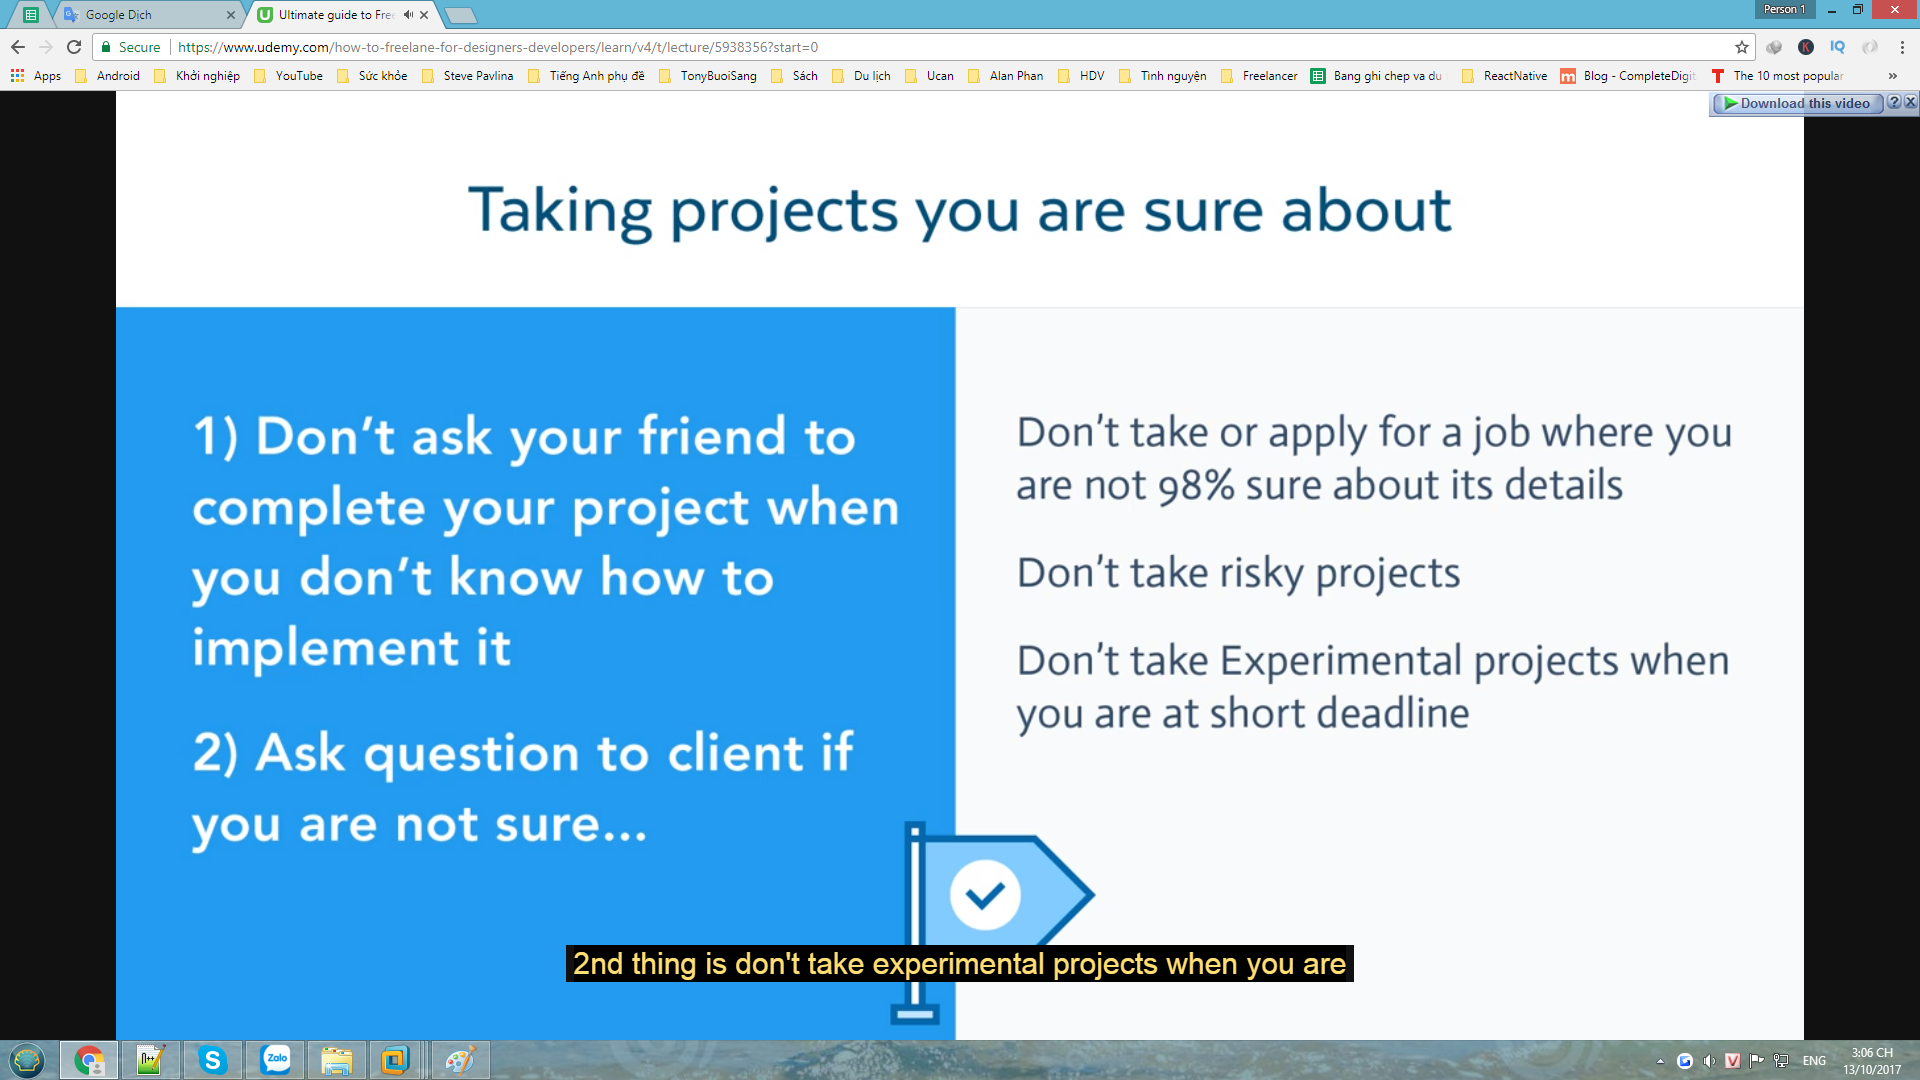 Google Dịch
Ultimate guide to Free
Person 1
Secure
https://www.udemy.com/how-to-freelane-for-designers-developers/learn/v4/t/lecture/5938356?start=0
Apps
Android
Khởi nghiệp
YouTube
Sức khỏe
Steve Pavlina
Tiếng Anh phụ đề
TonyBuoiSang
Sách
Du lịch
Ucan
Alan Phan
HDV
Tình nguyện
Freelancer
Bang ghi chep va du
ReactNative
Blog - CompleteDigit
The 10 most popular
Download this video
Taking projects you are sure about
1) Don't ask your friend to
complete your project when
you don't know how to
implement it
2) Ask question to client if
you are not sure...
Don't take or apply for a job where you
are not 98% sure about its details
Don't take risky projects
Don't take Experimental projects when
you are at short deadline
2nd thing is don't take experimental projects when you are
Zalo
ENG
3:06 CH
13/10/2017